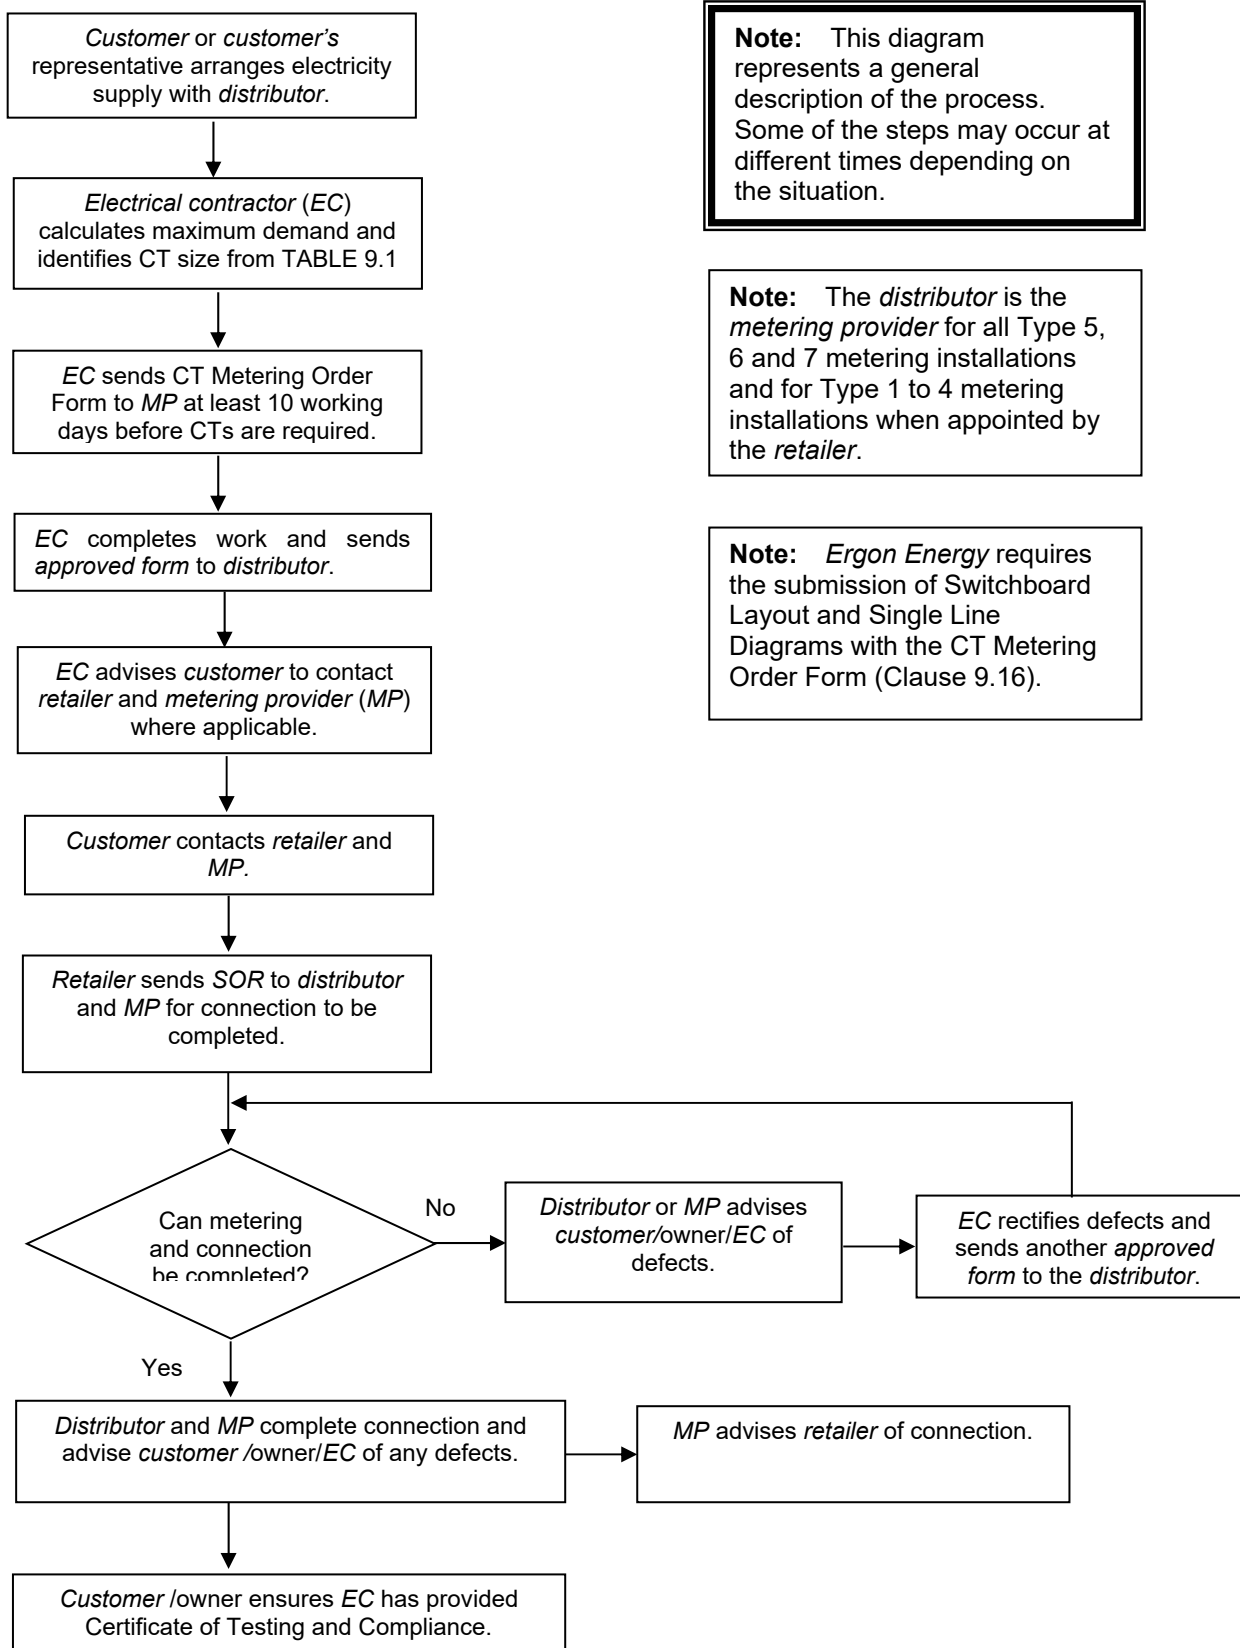 Customer or customer's
representative arranges electricity
supply with distributor.
Electrical contractor (EC)
calculates maximum demand and
identifies CT size from TABLE 9.1
EC sends CT Metering Order
Form to MP at least 10 working
days before CTs are required.
EC completes work and sends
approved form to distributor.
EC advises customer to contact
retailer and metering provider (MP)
where applicable.
Customer contacts retailer and
MP.
Retailer sends SOR to distributor
and MP for connection to be
completed.
Can metering
and connection
be completed?
No
Distributor or MP advises
customer/owner/EC of
defects.
EC rectifies defects and
sends another approved
form to the distributor.
Yes
Distributor and MP complete connection and
advise customer /owner/EC of any defects.
MP advises retailer of connection.
Customer /owner ensures EC has provided
Certificate of Testing and Compliance.
Note: This diagram
represents a general
description of the process.
Some of the steps may occur at
different times depending on
the situation.
Note: The distributor is the
metering provider for all Type 5,
6 and 7 metering installations
and for Type 1 to 4 metering
installations when appointed by
the retailer.
Note: Ergon Energy requires
the submission of Switchboard
Layout and Single Line
Diagrams with the CT Metering
Order Form (Clause 9.16).